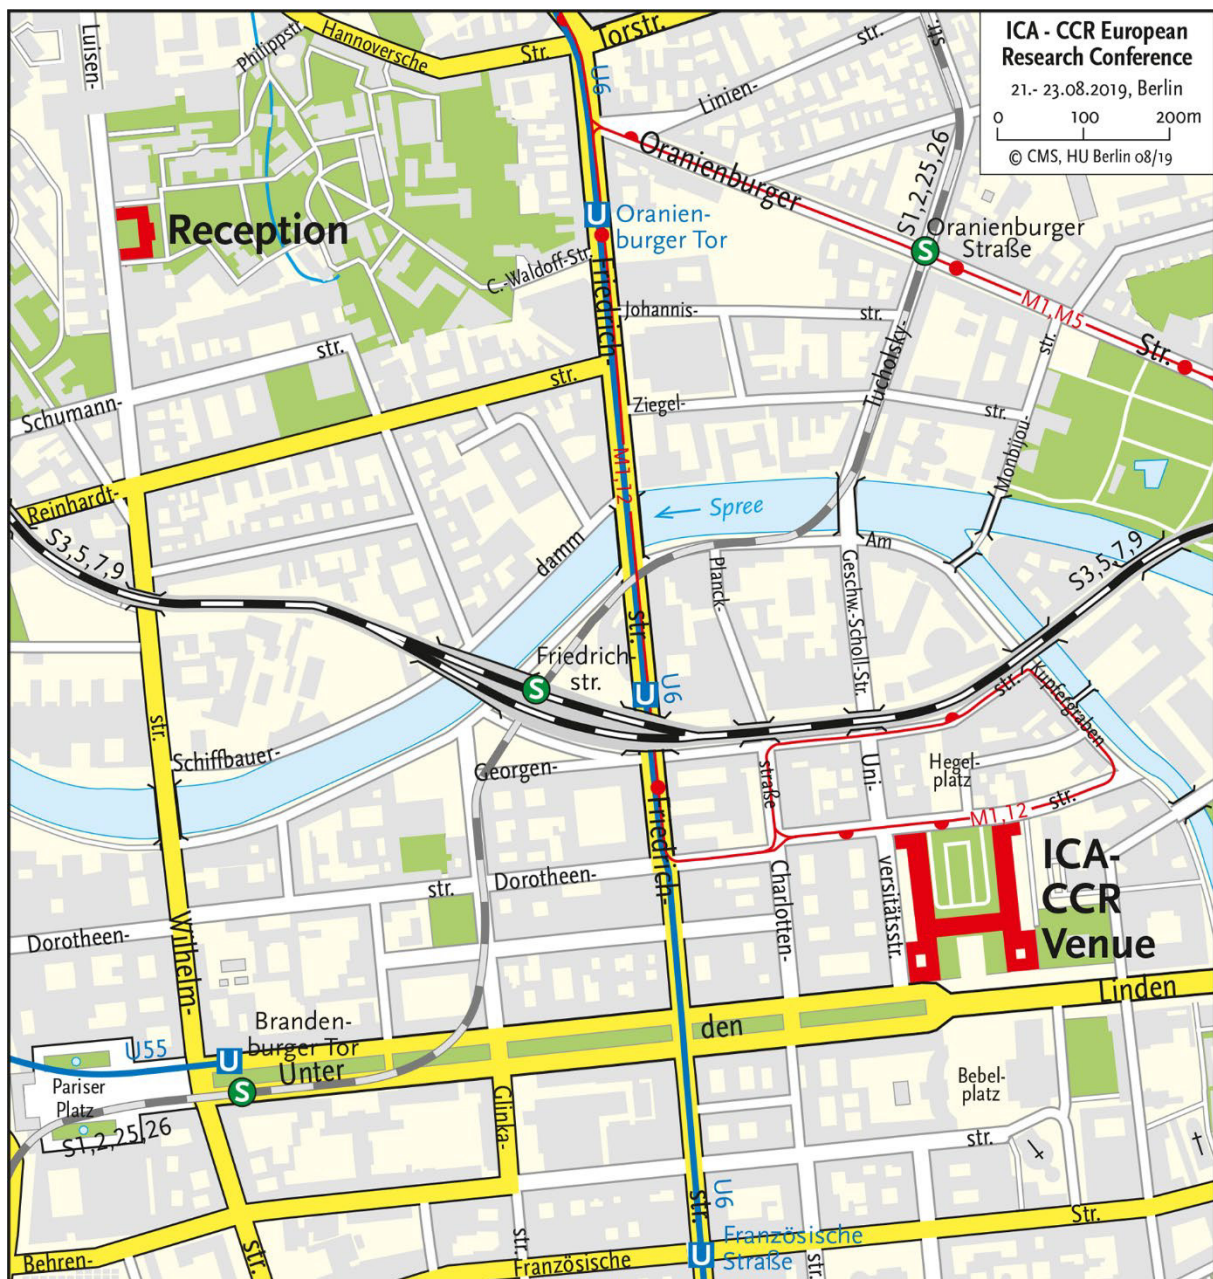 ICA - CCR European
Research Conference
21.- 23.08.2019, Berlin
0 100 200m
© CMS, HU Berlin 08/19
Luisen-
Philippstr.
Hannoversche
Str.
Torstr.
U6
Linien-
str.
str.
Oranienburger
S1,2,25,26
Reception
U
Oranien-
burger Tor
S
Oranienburger
Straße
C.-Waldoff-Str.
Friedrich-
Johannis-
str.
M1,M5
Str.
str.
Tucholsky-
str.
str.
Schumann-
Ziegel-
str.
Monbijou-
Reinhardt-
M1,12
Spree
S3,5,7,9
damm
Am
Planck-
Geschw.-Scholl-Str.
S3,5,7,9
str.
Friedrich-
str.
S
U
U6
str.
Kupfergraben
str.
Schiffbauer-
Georgen-
straße
Uni-
Hegel-
platz
Friedrich-
M1,12
str.
ICA-
CCR
Venue
str.
Dorotheen-
Charlotten-
versitätsstr.
Dorotheen-
Wilhelm-
Linden
den
Branden-
burger Tor
U55
U
Unter
S
Pariser
Platz
S1,2,25,26
Glinka-
Bebel-
platz
str.
U6
str.
Str.
Behren-
str.
str.
Französische
U
Französische
Straße
str.